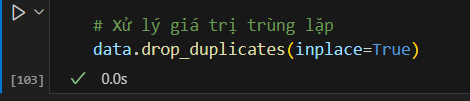 # Xử lý giá trị trùng lặp
data.drop_duplicates(inplace=True)
[103]
0.0s